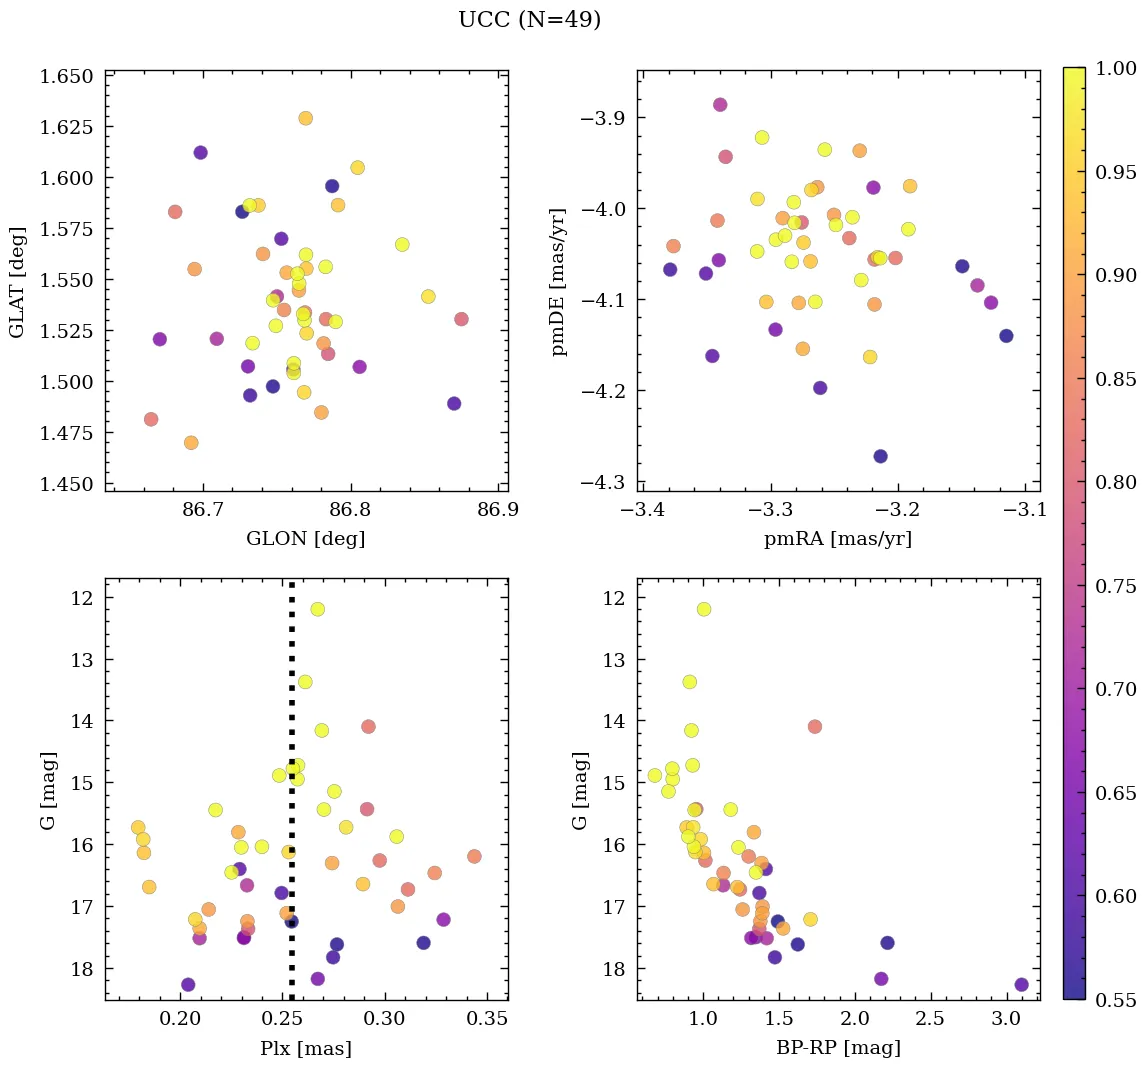 UCC (N=49)
1.650
1.625
1.600
1.575
1.550
1.525
1.500
1.475
1.450
GLAT [deg]
86.7 86.8 86.9
GLON [deg]
−3.9
−4.0
−4.1
−4.2
−4.3
pmDE [mas/yr]
−3.4 −3.3 −3.2 −3.1
pmRA [mas/yr]
12
13
14
15
16
17
18
G [mag]
0.20 0.25 0.30 0.35
Plx [mas]
12
13
14
15
16
17
18
G [mag]
1.0 1.5 2.0 2.5 3.0
BP-RP [mag]
1.00
0.95
0.90
0.85
0.80
0.75
0.70
0.65
0.60
0.55